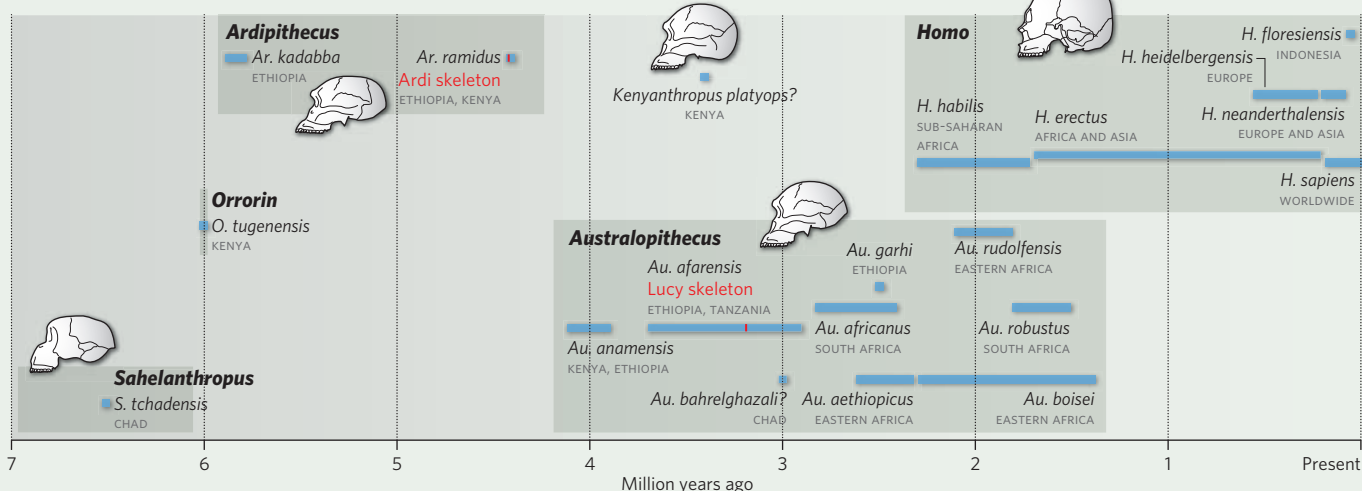 Ardipithecus
Ar. kadabba
ETHIOPIA
Ar. ramidus
Ardi skeleton
ETHIOPIA, KENYA
Kenyanthropus platyops?
KENYA
Homo
H. floresiensis
INDONESIA
H. heidelbergensis
EUROPE
H. habilis
SUB-SAHARAN
AFRICA
H. erectus
AFRICA AND ASIA
H. neanderthalensis
EUROPE AND ASIA
H. sapiens
WORLDWIDE
Orrorin
O. tugenensis
KENYA
Australopithecus
Au. afarensis
Lucy skeleton
ETHIOPIA, TANZANIA
Au. garhi
ETHIOPIA
Au. rudolfensis
EASTERN AFRICA
Au. anamensis
KENYA, ETHIOPIA
Au. africanus
SOUTH AFRICA
Au. robustus
SOUTH AFRICA
Au. bahrelghazali?
CHAD
Au. aethiopicus
EASTERN AFRICA
Au. boisei
EASTERN AFRICA
Sahelanthropus
S. tchadensis
CHAD
7 6 5 4 3 2 1 Present
Million years ago